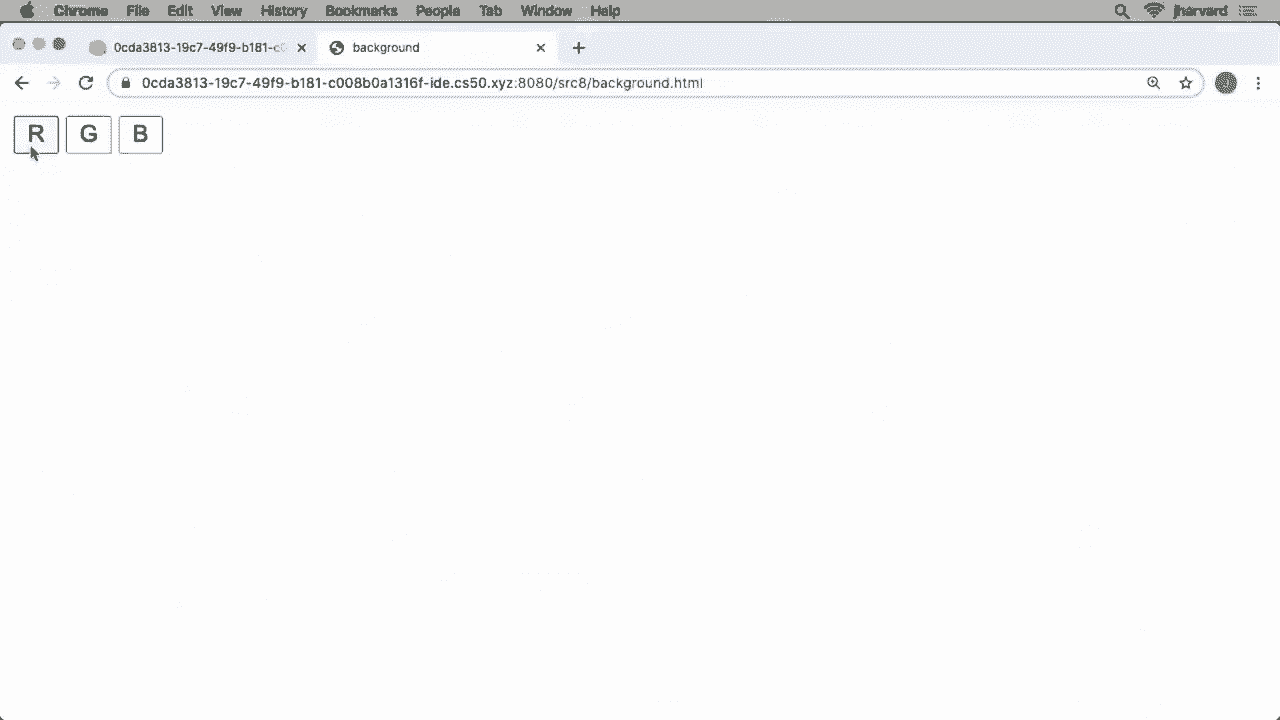 Chrome File Edit View History Bookmarks People Tab Window Help jharvard
0cda3813-19c7-49f9-b181-c0 background
0cda3813-19c7-49f9-b181-c008b0a1316f-ide.cs50.xyz:8080/src8/background.html
R G B